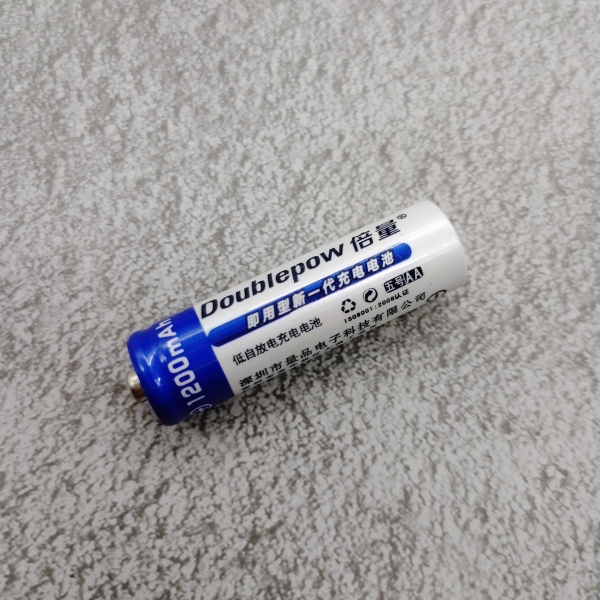 Doublepow 倍量®
即用型新一代充电电池
低自放电充电电池
五号AA
ISO9001:2008认证
深圳市景品电子科技有限公司
1200mAh